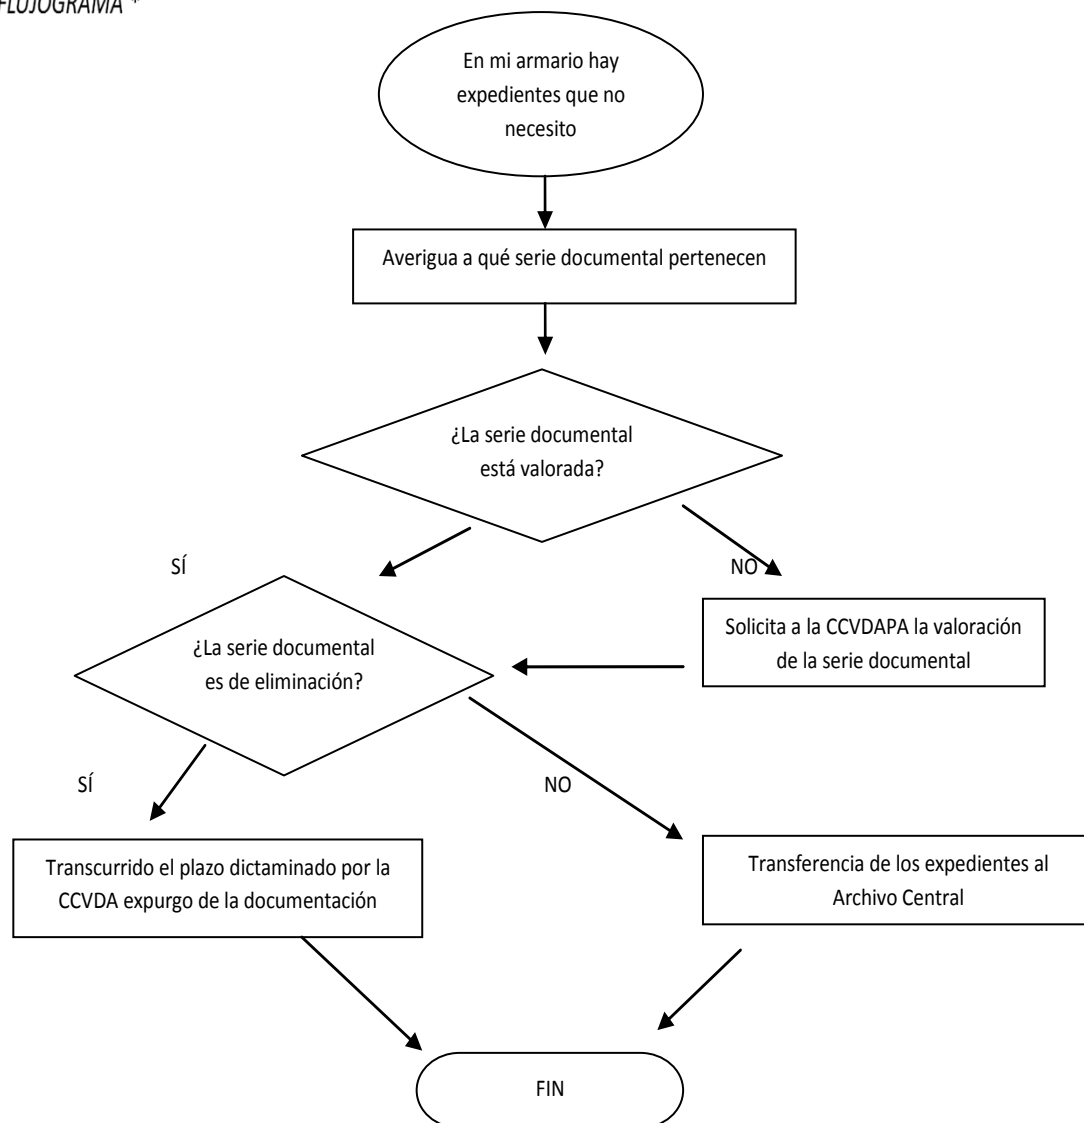 FLUJOGRAMA *
En mi armario hay
expedientes que no
necesito
Averigua a qué serie documental pertenecen
¿La serie documental
está valorada?
SÍ
NO
Solicita a la CCVDAPA la valoración
de la serie documental
¿La serie documental
es de eliminación?
SÍ
NO
Transcurrido el plazo dictaminado por la
CCVDA expurgo de la documentación
Transferencia de los expedientes al
Archivo Central
FIN